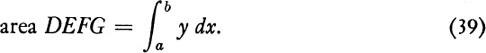 area DEFG = ∫_a^b y dx. (39)